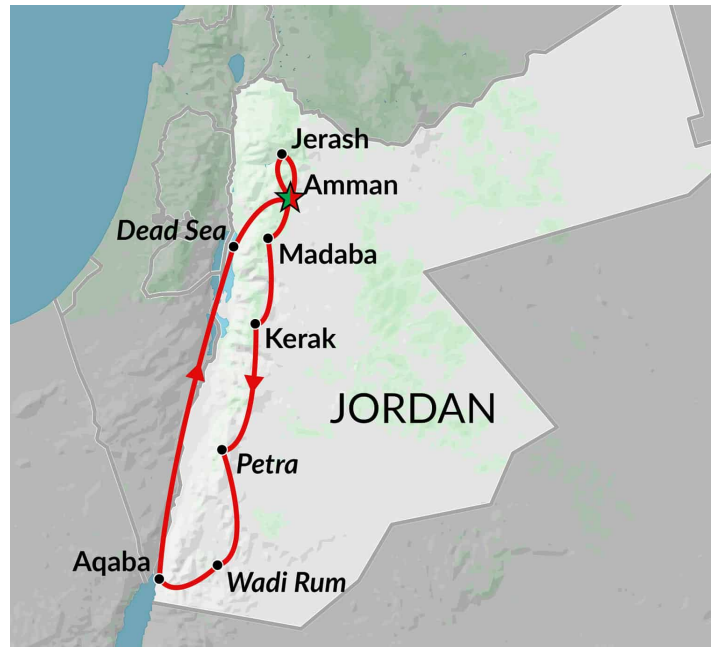 Jerash
Amman
Dead Sea
Madaba
Kerak
JORDAN
Petra
Aqaba
Wadi Rum